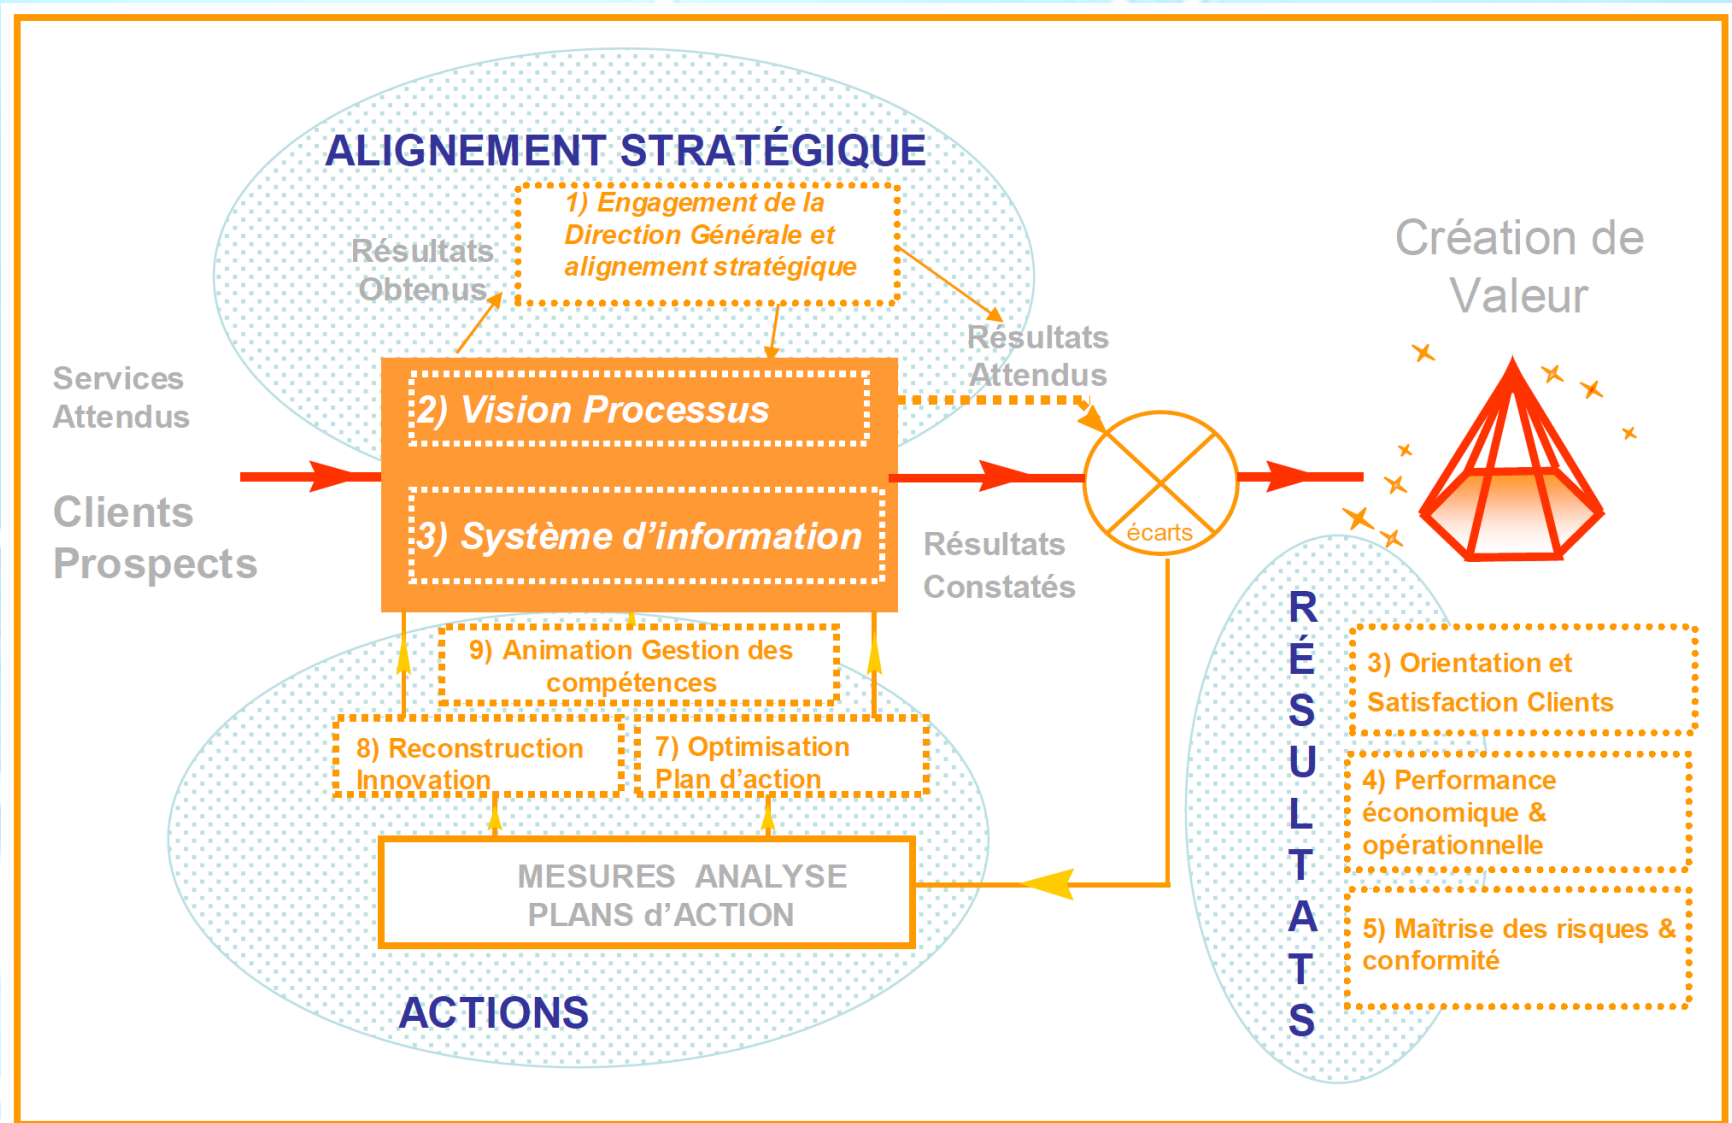 ALIGNEMENT STRATÉGIQUE
1) Engagement de la
Direction Générale et
alignement stratégique
Résultats
Obtenus
Résultats
Attendus
Création de
Valeur
Services
Attendus
Clients
Prospects
2) Vision Processus
3) Système d’information
écarts
Résultats
Constatés
9) Animation Gestion des
compétences
8) Reconstruction
Innovation
7) Optimisation
Plan d’action
MESURES ANALYSE
PLANS d’ACTION
ACTIONS
RÉSULTATS
3) Orientation et
Satisfaction Clients
4) Performance
économique &
opérationnelle
5) Maîtrise des risques &
conformité